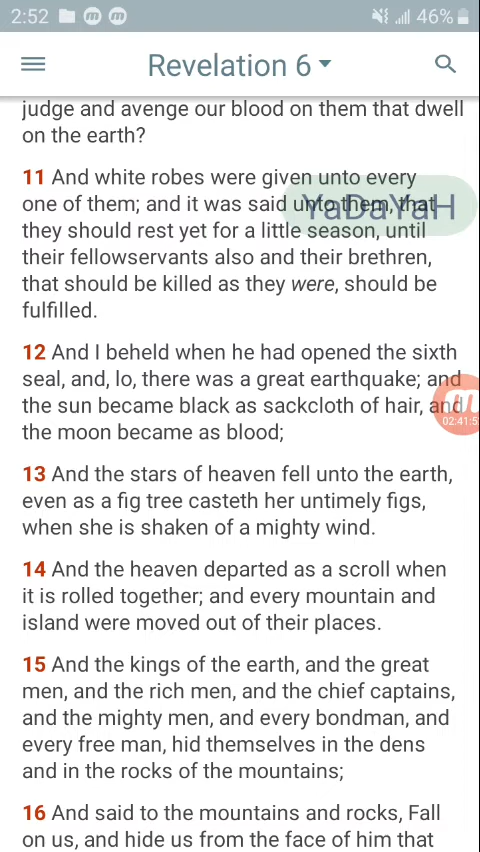 2:52 46%
Revelation 6
judge and avenge our blood on them that dwell
on the earth?
11 And white robes were given unto every
one of them; and it was said unto them, that
YaDaYaH
they should rest yet for a little season, until
their fellowservants also and their brethren,
that should be killed as they were, should be
fulfilled.
12 And I beheld when he had opened the sixth
seal, and, lo, there was a great earthquake; and
the sun became black as sackcloth of hair, and
02:41:5
the moon became as blood;
13 And the stars of heaven fell unto the earth,
even as a fig tree casteth her untimely figs,
when she is shaken of a mighty wind.
14 And the heaven departed as a scroll when
it is rolled together; and every mountain and
island were moved out of their places.
15 And the kings of the earth, and the great
men, and the rich men, and the chief captains,
and the mighty men, and every bondman, and
every free man, hid themselves in the dens
and in the rocks of the mountains;
16 And said to the mountains and rocks, Fall
on us, and hide us from the face of him that